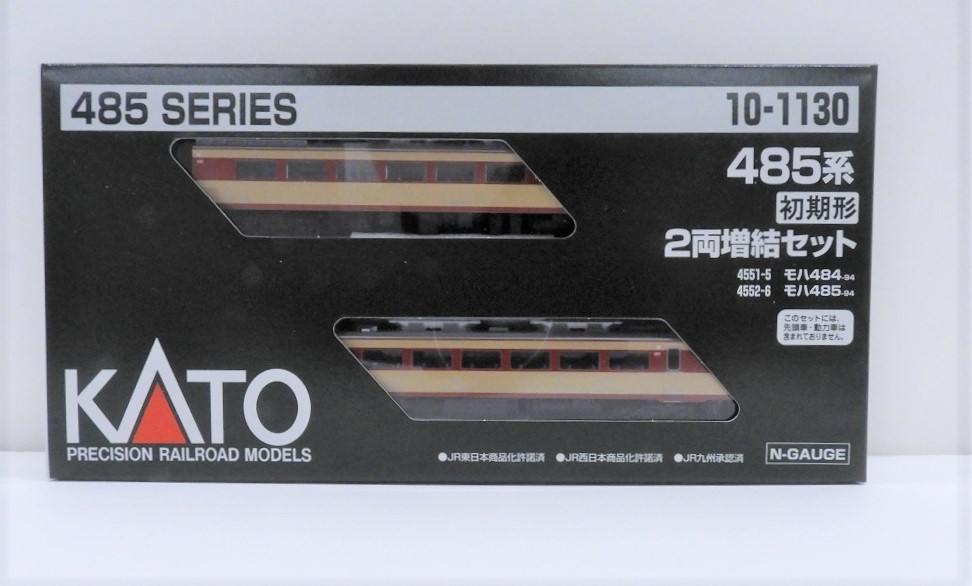 485 SERIES
10-1130
485系
初期形
2両増結セット
4551-5 モハ484-94
4552-6 モハ485-94
このセットには、
先頭車・動力車は
含まれておりません。
KATO
PRECISION RAILROAD MODELS
●JR東日本商品化許諾済 ●JR西日本商品化許諾済 ●JR九州承認済
N-GAUGE